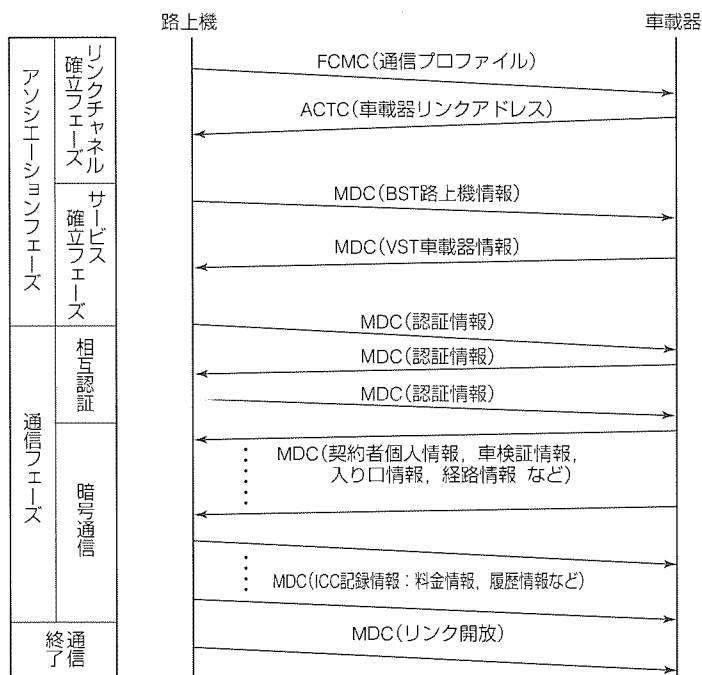 路上機
車載器
アソシエーションフェーズ
リンクチャネル
確立フェーズ
サービス
確立フェーズ
通信フェーズ
相互認証
暗号通信
通信
終了
FCMC(通信プロファイル)
ACTC(車載器リンクアドレス)
MDC(BST路上機情報)
MDC(VST車載器情報)
MDC(認証情報)
MDC(認証情報)
MDC(認証情報)
MDC(契約者個人情報，車検証情報，
入り口情報，経路情報 など)
MDC(ICC記録情報：料金情報，履歴情報など)
MDC(リンク開放)